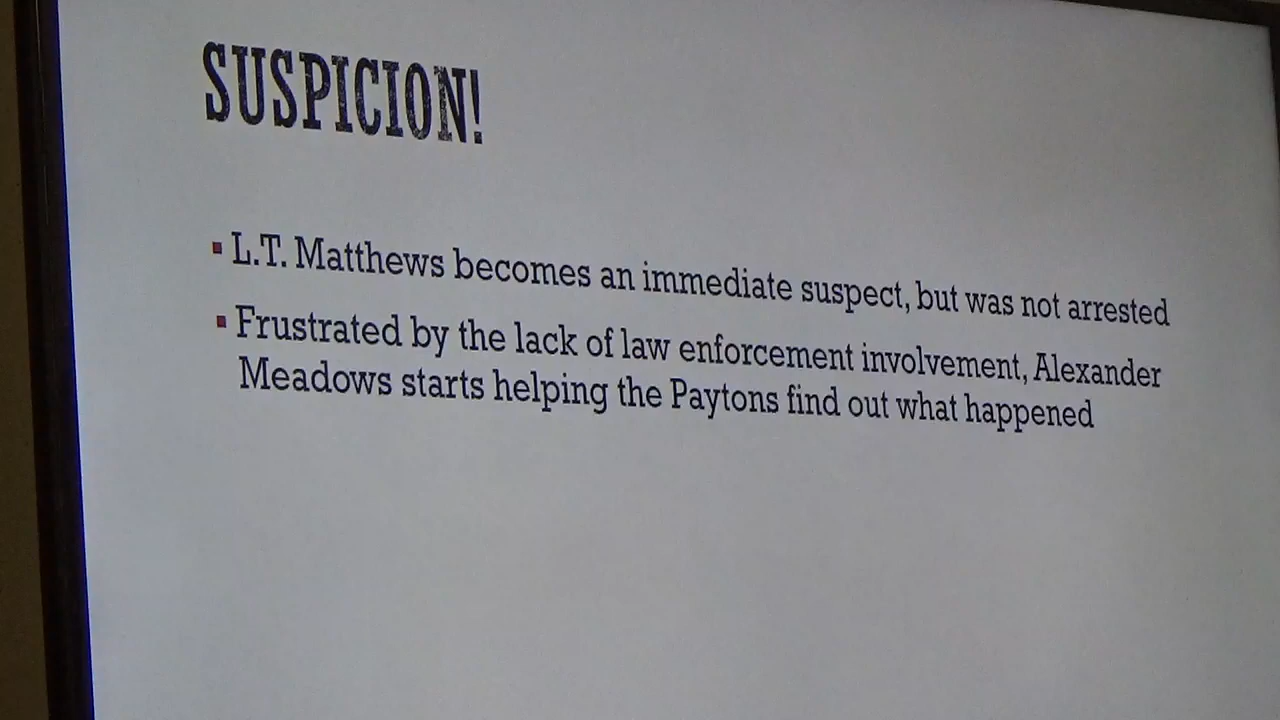 SUSPICION!
▪ L.T. Matthews becomes an immediate suspect, but was not arrested
▪ Frustrated by the lack of law enforcement involvement, Alexander
Meadows starts helping the Paytons find out what happened